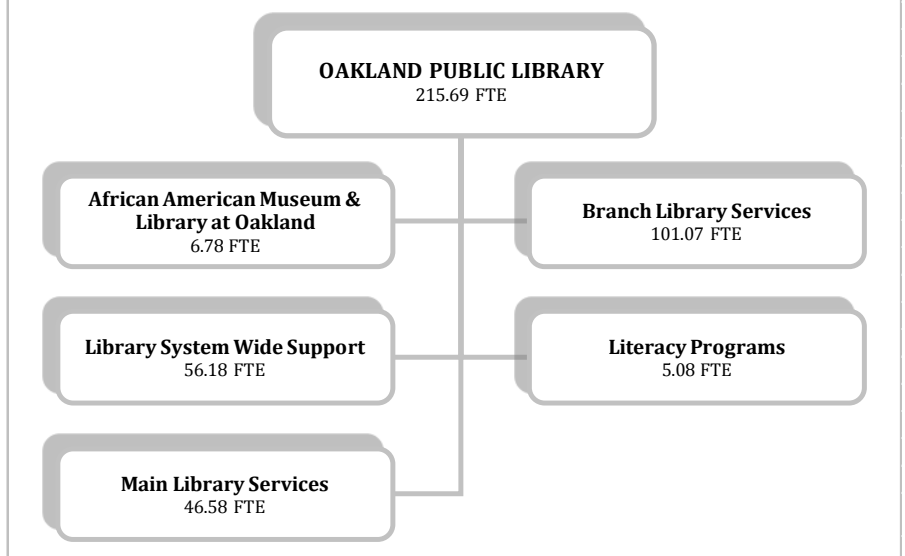 OAKLAND PUBLIC LIBRARY
215.69 FTE
African American Museum &
Library at Oakland
6.78 FTE
Branch Library Services
101.07 FTE
Library System Wide Support
56.18 FTE
Literacy Programs
5.08 FTE
Main Library Services
46.58 FTE